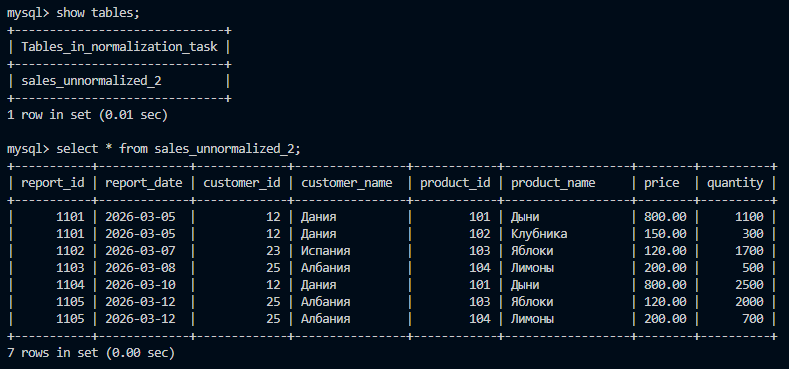 mysql> show tables;
+-----------------------------+
| Tables_in_normalization_task |
+-----------------------------+
| sales_unnormalized_2         |
+-----------------------------+
1 row in set (0.01 sec)
mysql> select * from sales_unnormalized_2;
+-----------+-------------+-------------+---------------+------------+---------------+--------+----------+
| report_id | report_date | customer_id | customer_name | product_id | product_name | price | quantity |
+-----------+-------------+-------------+---------------+------------+---------------+--------+----------+
| 1101 | 2026-03-05 | 12 | Дания | 101 | Дыни | 800.00 | 1100 |
| 1101 | 2026-03-05 | 12 | Дания | 102 | Клубника | 150.00 | 300 |
| 1102 | 2026-03-07 | 23 | Испания | 103 | Яблоки | 120.00 | 1700 |
| 1103 | 2026-03-08 | 25 | Албания | 104 | Лимоны | 200.00 | 500 |
| 1104 | 2026-03-10 | 12 | Дания | 101 | Дыни | 800.00 | 2500 |
| 1105 | 2026-03-12 | 25 | Албания | 103 | Яблоки | 120.00 | 2000 |
| 1105 | 2026-03-12 | 25 | Албания | 104 | Лимоны | 200.00 | 700 |
+-----------+-------------+-------------+---------------+------------+---------------+--------+----------+
7 rows in set (0.00 sec)